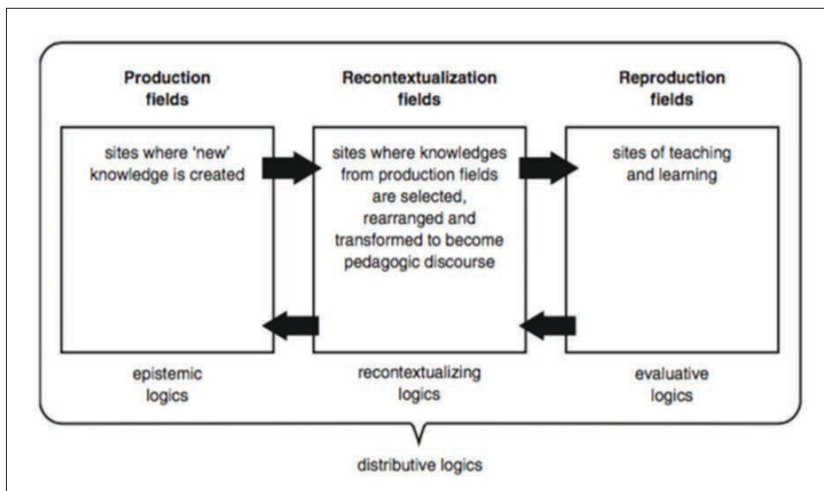 Production
fields
Recontextualization
fields
Reproduction
fields
sites where 'new'
knowledge is created
sites where knowledges
from production fields
are selected,
rearranged and
transformed to become
pedagogic discourse
sites of teaching
and learning
epistemic
logics
recontextualizing
logics
evaluative
logics
distributive logics